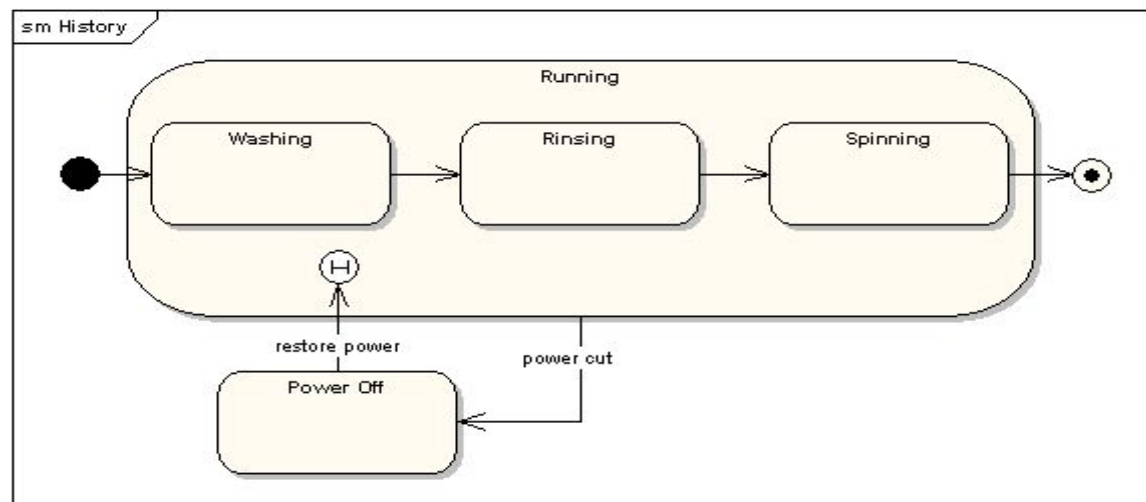 sm History
Running
Washing
Rinsing
Spinning
H
restore power
power cut
Power Off